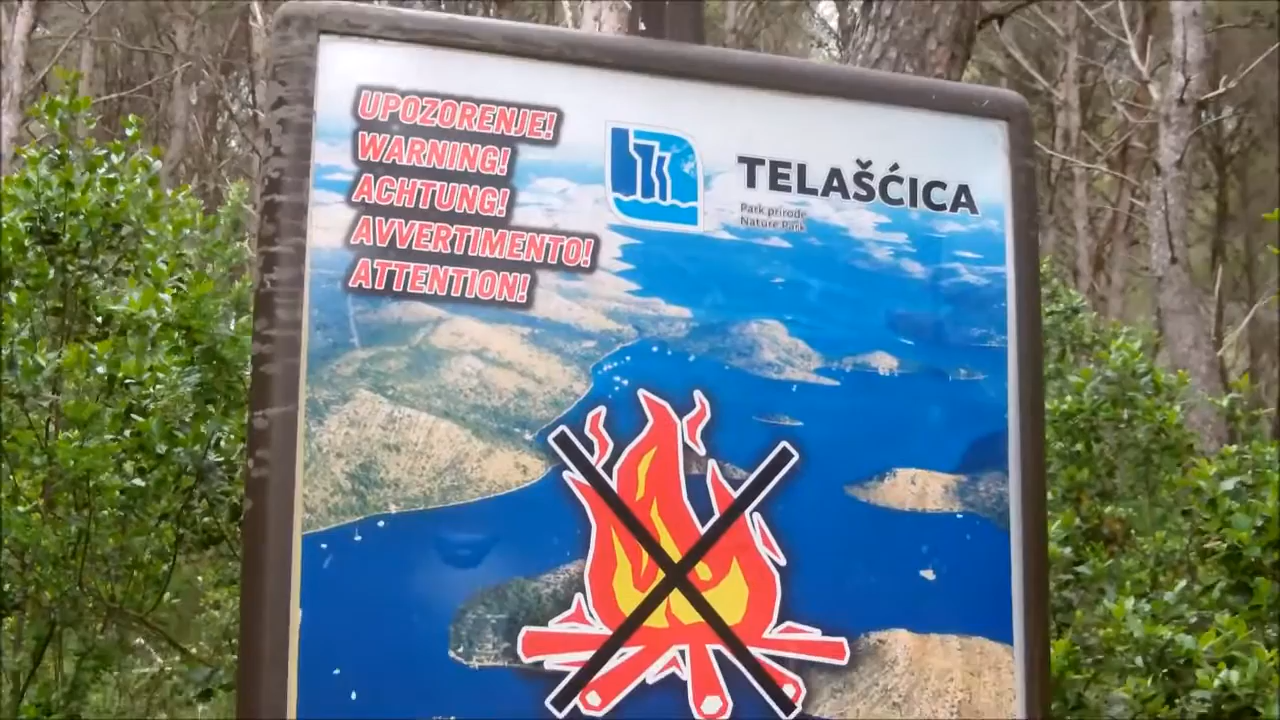 UPOZORENJE!
WARNING!
ACHTUNG!
AVVERTIMENTO!
ATTENTION!
TELAŠĆICA
Park prirode
Nature Park